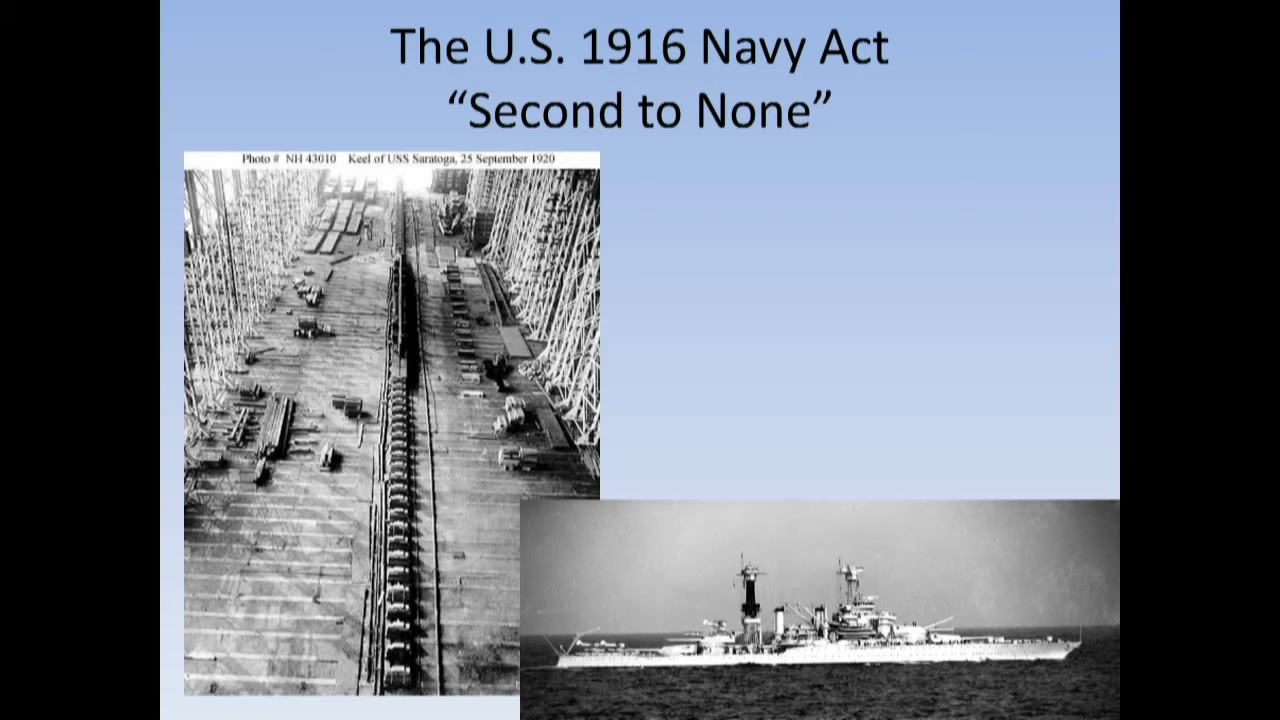 The U.S. 1916 Navy Act
“Second to None”
Photo # NH 43010 Keel of USS Saratoga, 25 September 1920